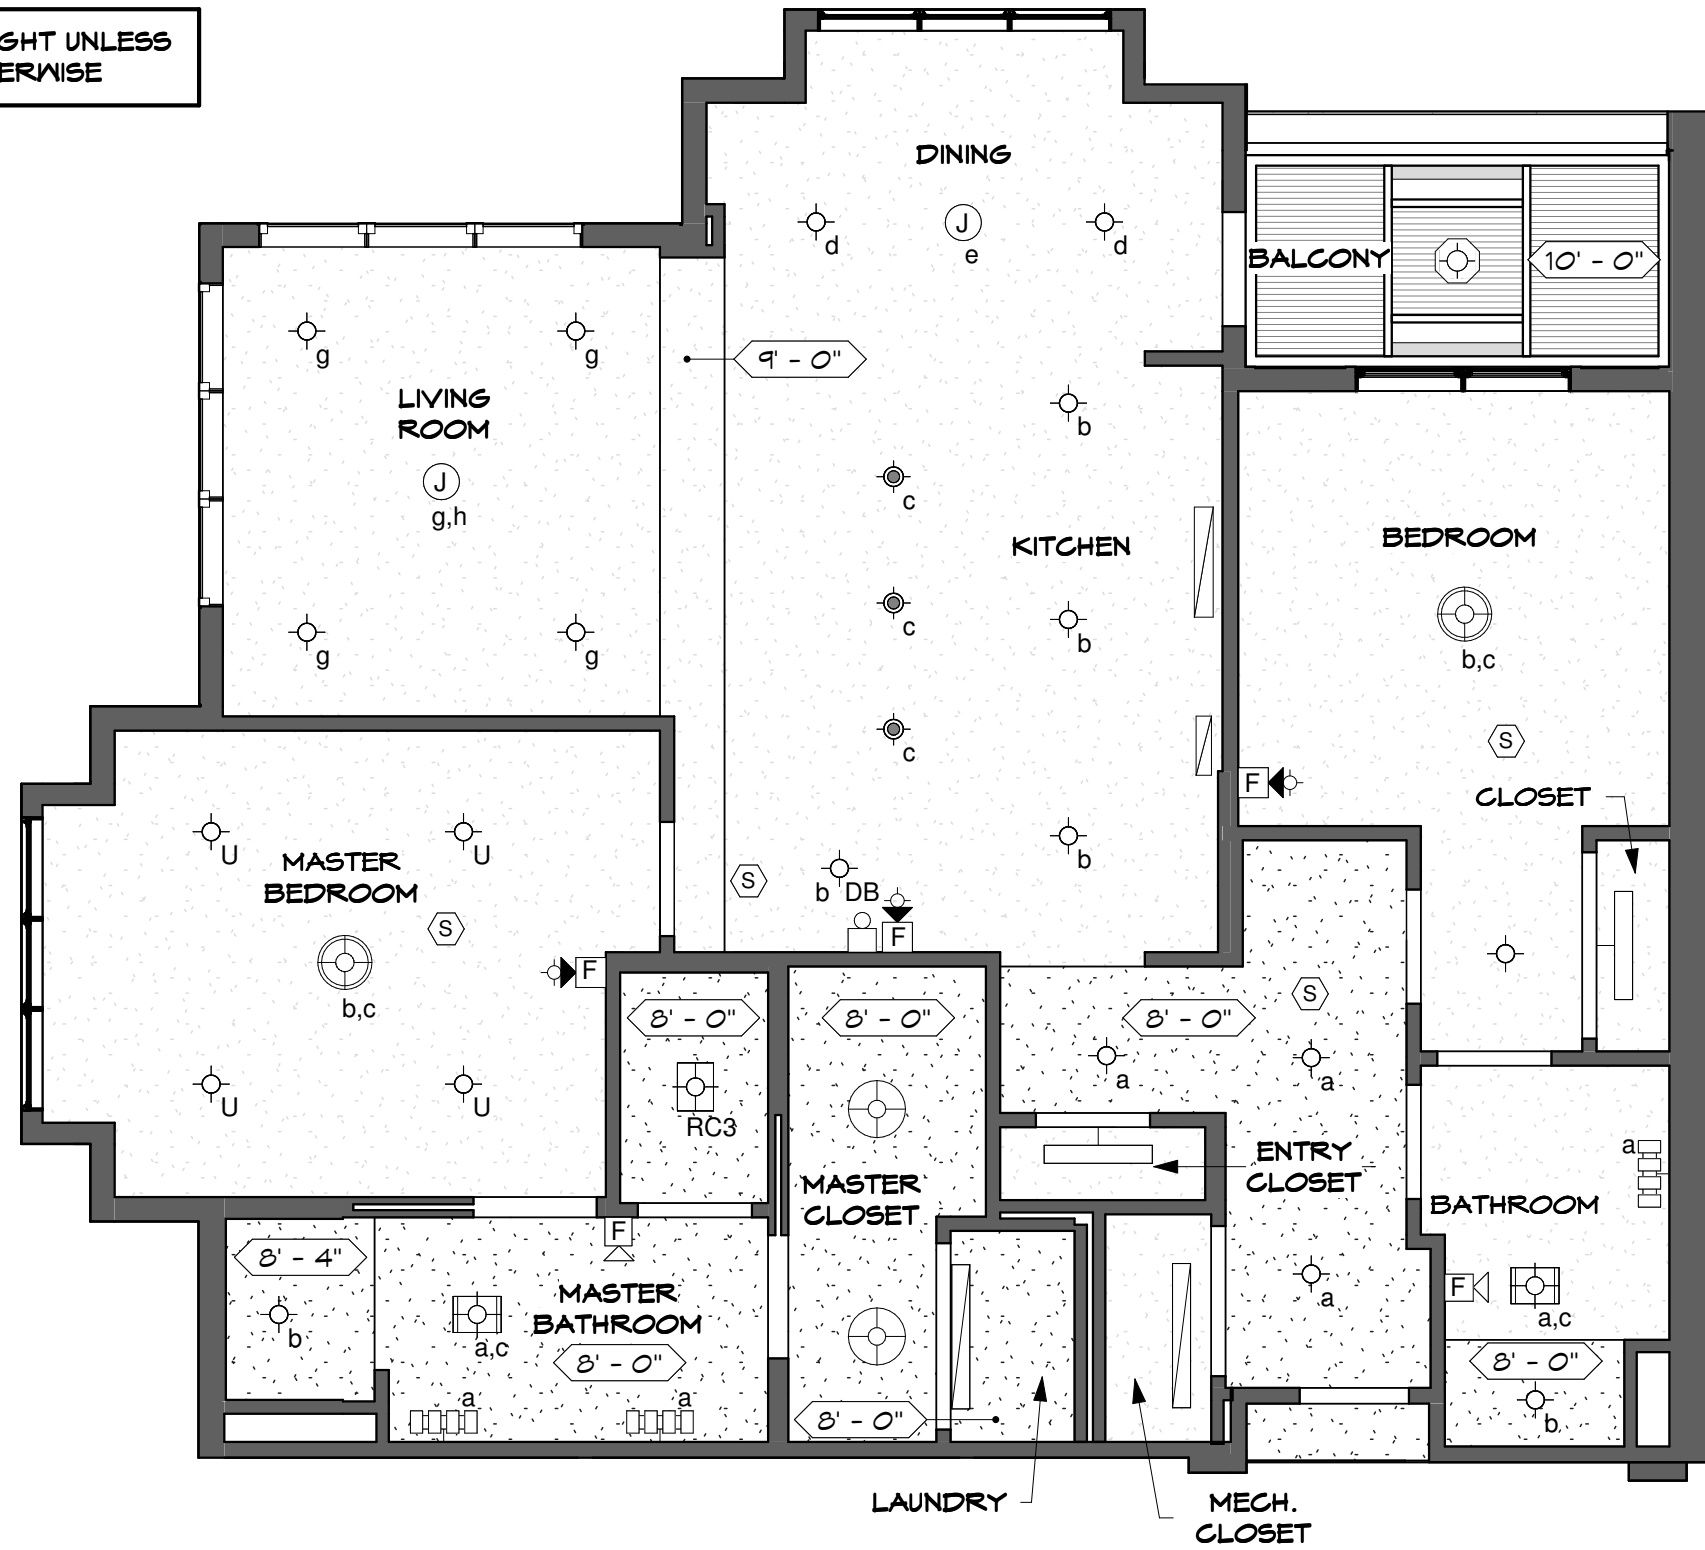 GHT UNLESS
ERWISE
DINING
d
J
e
d
BALCONY
10' - 0"
g
g
9' - 0"
LIVING
ROOM
J
g,h
b
c
KITCHEN
BEDROOM
c
b
b,c
g
g
c
S
F
CLOSET
U
U
MASTER
BEDROOM
S
b,c
U
U
F
S
b
DB
F
b
8' - 0"
RC3
8' - 0"
8' - 0"
S
a
a
ENTRY
CLOSET
MASTER
CLOSET
a
BATHROOM
F
8' - 4"
b
a,c
MASTER
BATHROOM
8' - 0"
a
a
8' - 0"
a
F
a,c
8' - 0"
b
LAUNDRY
MECH.
CLOSET